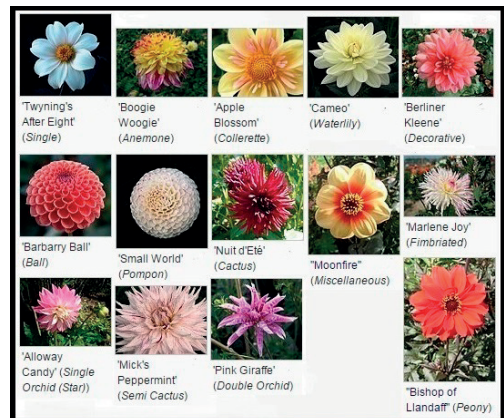 'Twyning's
After Eight'
(Single)
'Boogie
Woogie'
(Anemone)
'Apple
Blossom'
(Collerette)
'Cameo'
(Waterlily)
'Berliner
Kleene'
(Decorative)
'Barbarry Ball'
(Ball)
'Small World'
(Pompon)
'Nuit d'Eté'
(Cactus)
"Moonfire"
(Miscellaneous)
'Marlene Joy'
(Fimbriated)
'Alloway
Candy' (Single
Orchid (Star))
'Mick's
Peppermint'
(Semi Cactus)
'Pink Giraffe'
(Double Orchid)
"Bishop of
Llandaff" (Peony)